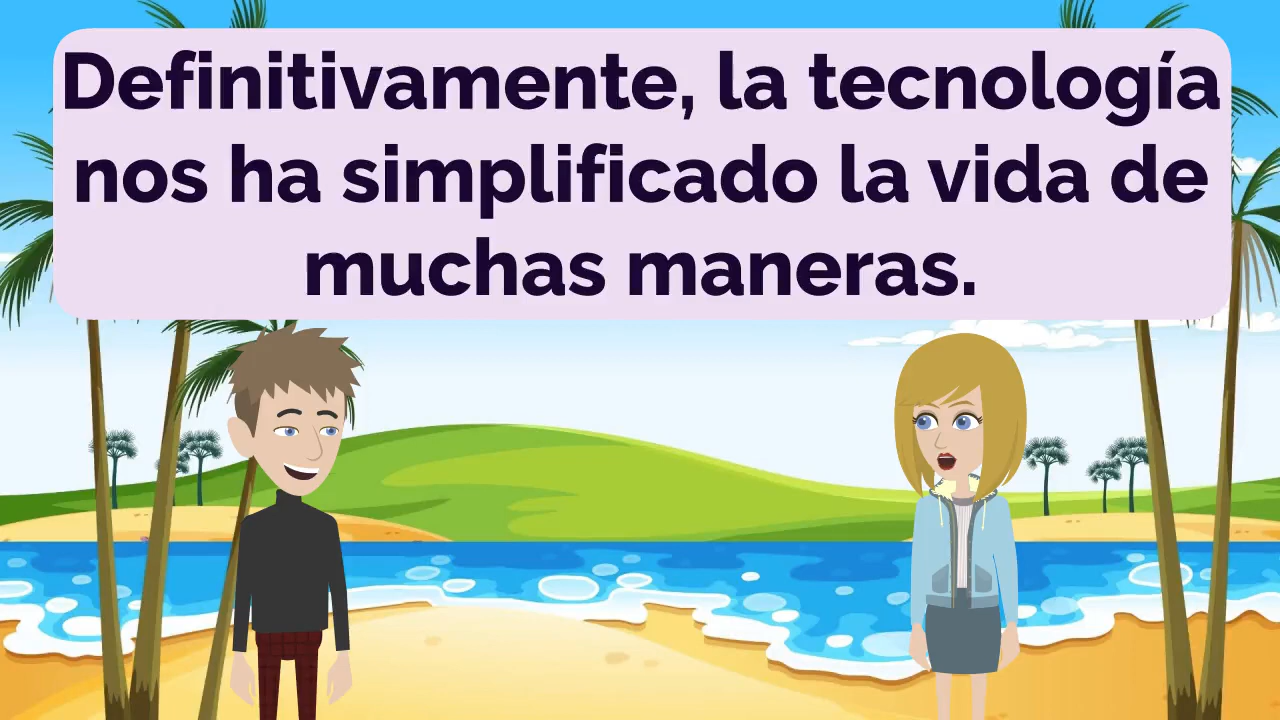 Definitivamente, la tecnología
nos ha simplificado la vida de
muchas maneras.